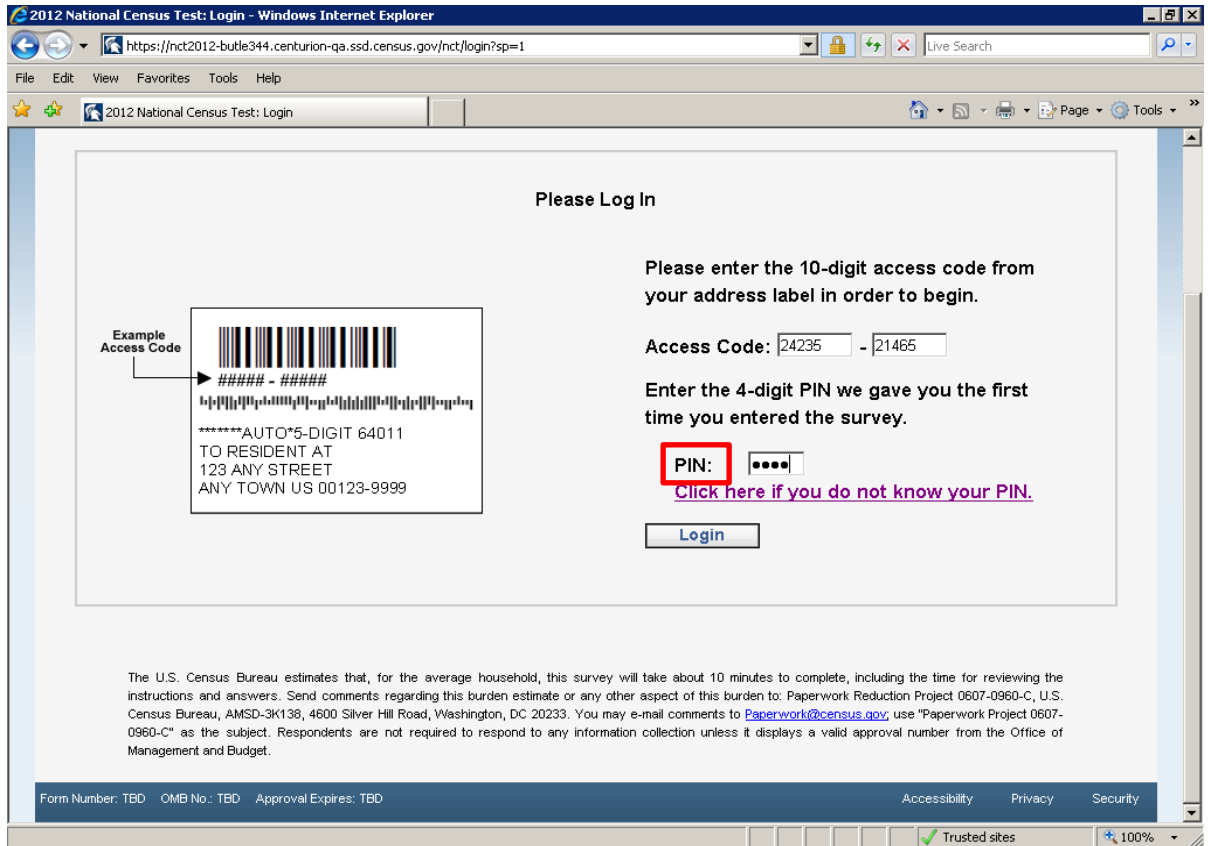 2012 National Census Test: Login - Windows Internet Explorer
https://nct2012-butle344.centurion-qa.ssd.census.gov/nct/login?sp=1
Live Search
File Edit View Favorites Tools Help
2012 National Census Test: Login
Page Tools »
Please Log In
Please enter the 10-digit access code from
your address label in order to begin.
Example
Access Code
##### - #####
Access Code: 24235 - 21465
Enter the 4-digit PIN we gave you the first
time you entered the survey.
*******AUTO*5-DIGIT 64011
TO RESIDENT AT
123 ANY STREET
ANY TOWN US 00123-9999
PIN: ••••
Click here if you do not know your PIN.
Login
The U.S. Census Bureau estimates that, for the average household, this survey will take about 10 minutes to complete, including the time for reviewing the
instructions and answers. Send comments regarding this burden estimate or any other aspect of this burden to: Paperwork Reduction Project 0607-0960-C, U.S.
Census Bureau, AMSD-3K138, 4600 Silver Hill Road, Washington, DC 20233. You may e-mail comments to Paperwork@census.gov; use "Paperwork Project 0607-
0960-C" as the subject. Respondents are not required to respond to any information collection unless it displays a valid approval number from the Office of
Management and Budget.
Form Number: TBD OMB No.: TBD Approval Expires: TBD
Accessibility Privacy Security
Trusted sites
100%